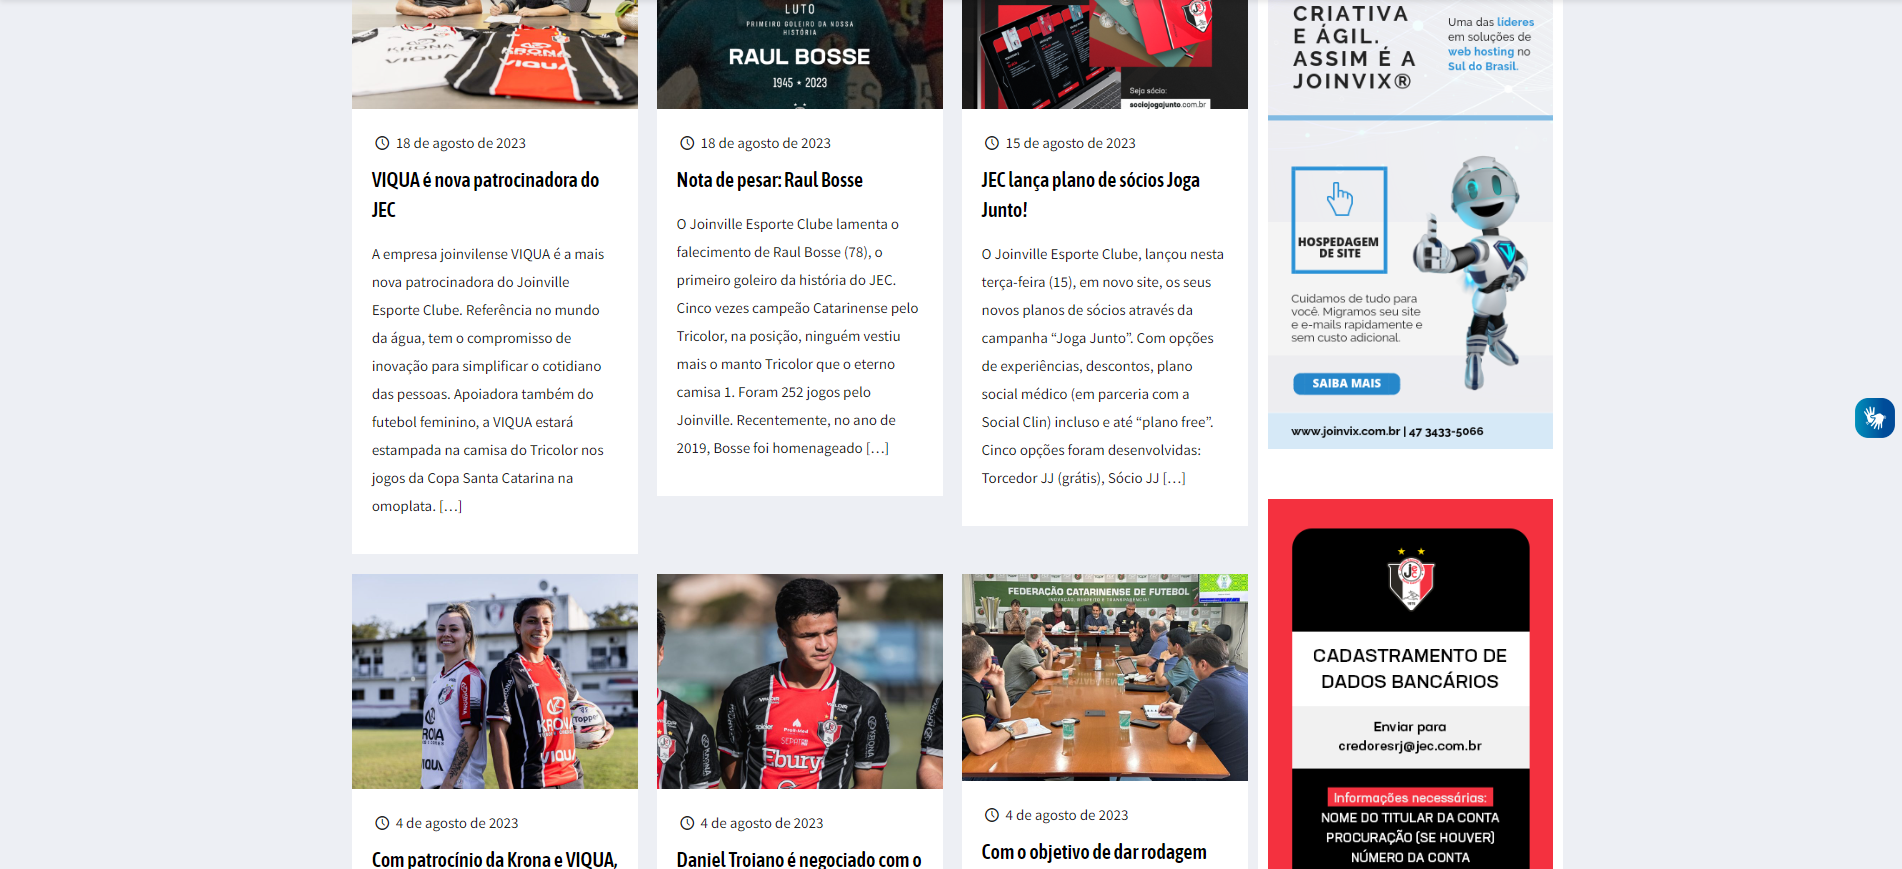 KRONA
VIQUA
KRONA
VIQUA
18 de agosto de 2023
VIQUA é nova patrocinadora do
JEC
A empresa joinvilense VIQUA é a mais
nova patrocinadora do Joinville
Esporte Clube. Referência no mundo
da água, tem o compromisso de
inovação para simplificar o cotidiano
das pessoas. Apoiadora também do
futebol feminino, a VIQUA estará
estampada na camisa do Tricolor nos
jogos da Copa Santa Catarina na
omoplata. […]
LUTO
PRIMEIRO GOLEIRO DA NOSSA
HISTÓRIA
RAUL BOSSE
1945 ★ 2023
18 de agosto de 2023
Nota de pesar: Raul Bosse
O Joinville Esporte Clube lamenta o
falecimento de Raul Bosse (78), o
primeiro goleiro da história do JEC.
Cinco vezes campeão Catarinense pelo
Tricolor, na posição, ninguém vestiu
mais o manto Tricolor que o eterno
camisa 1. Foram 252 jogos pelo
Joinville. Recentemente, no ano de
2019, Bosse foi homenageado […]
Seja sócio:
sociojogajunto.com.br
15 de agosto de 2023
JEC lança plano de sócios Joga
Junto!
O Joinville Esporte Clube, lançou nesta
terça-feira (15), em novo site, os seus
novos planos de sócios através da
campanha “Joga Junto”. Com opções
de experiências, descontos, plano
social médico (em parceria com a
Social Clin) incluso e até “plano free”.
Cinco opções foram desenvolvidas:
Torcedor JJ (grátis), Sócio JJ […]
CRIATIVA
E ÁGIL.
ASSIM É A
JOINVIX®
Uma das líderes
em soluções de
web hosting no
Sul do Brasil.
HOSPEDAGEM
DE SITE
Cuidamos de tudo para
você. Migramos seu site
e e-mails rapidamente e
sem custo adicional.
SAIBA MAIS
www.joinvix.com.br | 47 3433-5066
KRONA
VIQUA
Topper
4 de agosto de 2023
Com patrocínio da Krona e VIQUA,
Ebury
KRONA
4 de agosto de 2023
Daniel Troiano é negociado com o
FEDERAÇÃO CATARINENSE DE FUTEBOL
INOVAÇÃO, RESPEITO E TRANSPARÊNCIA!
4 de agosto de 2023
Com o objetivo de dar rodagem
CADASTRAMENTO DE
DADOS BANCÁRIOS
Enviar para
credoresrj@jec.com.br
Informações necessárias:
NOME DO TITULAR DA CONTA
PROCURAÇÃO (SE HOUVER)
NÚMERO DA CONTA